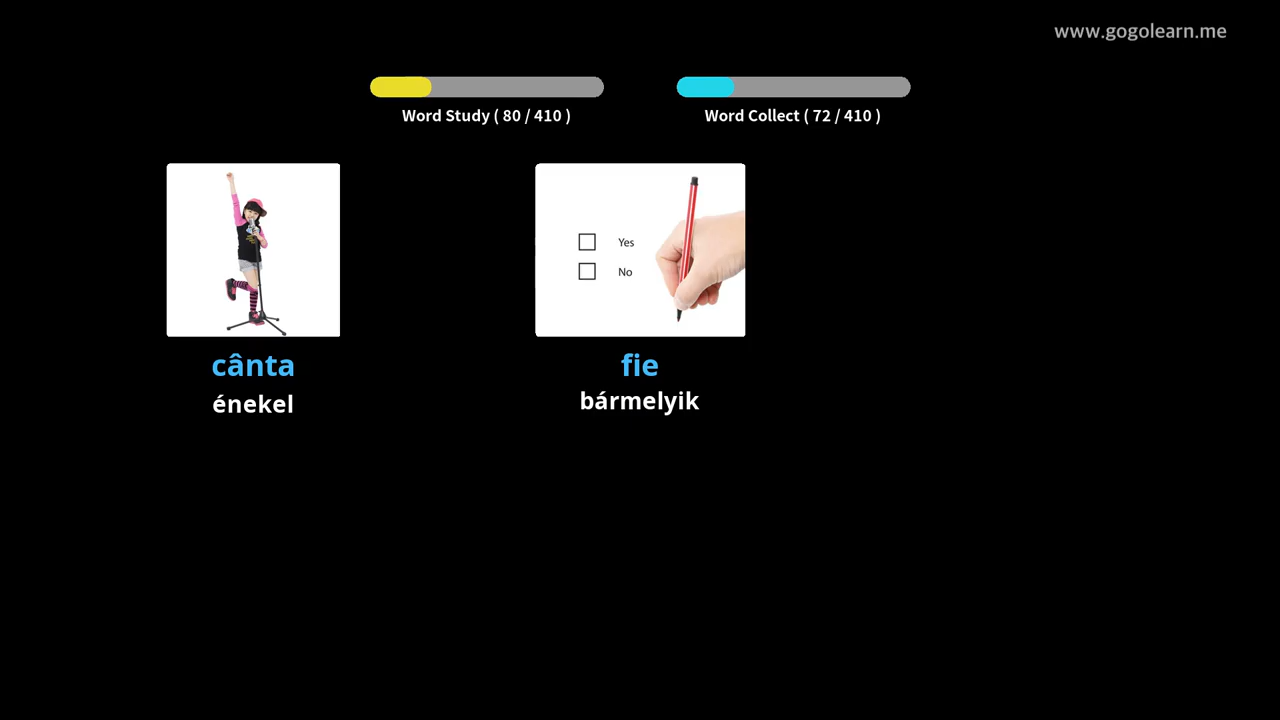 www.gogolearn.me
Word Study ( 80 / 410 )
Word Collect ( 72 / 410 )
Yes
No
cânta
énekel
fie
bármelyik